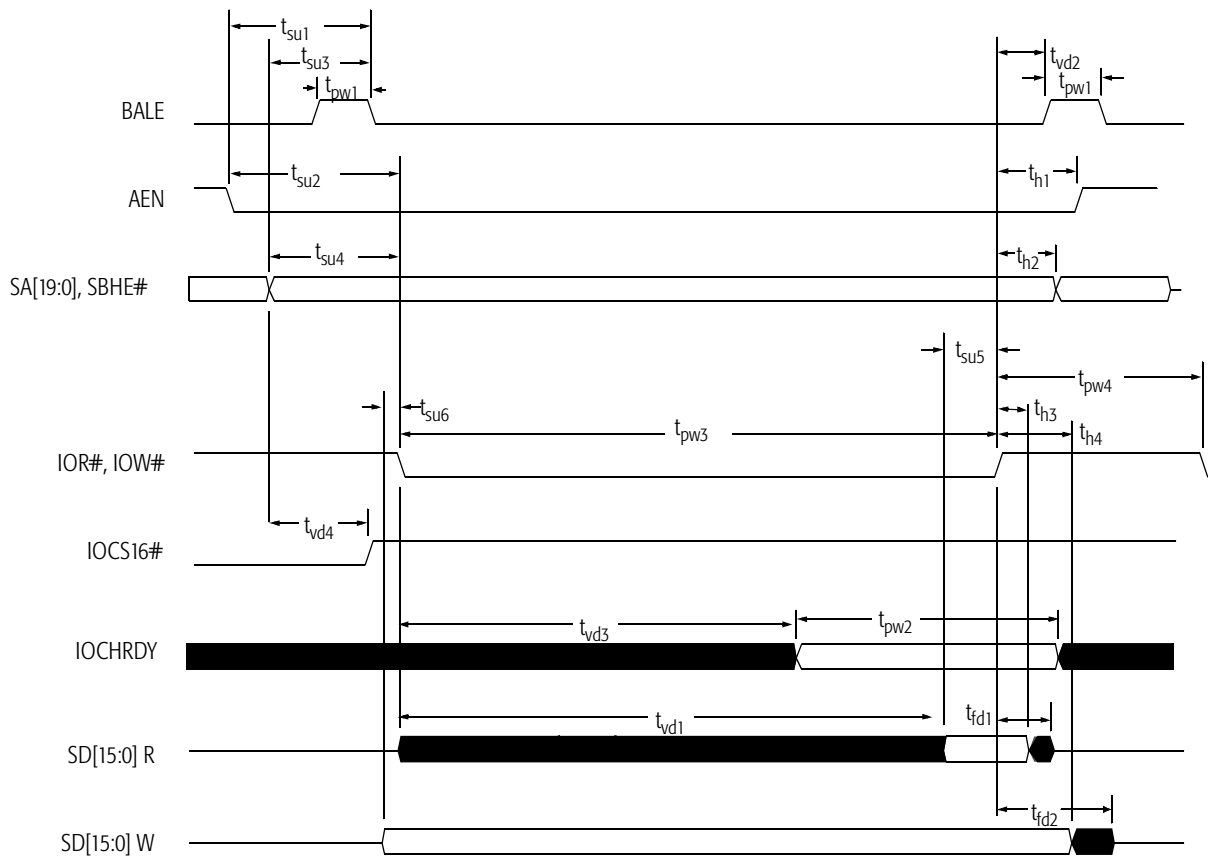 tsu1
tsu3
tpw1
tvd2
tpw1
BALE
tsu2
th1
AEN
tsu4
th2
SA[19:0], SBHE#
tsu5
tpw4
tsu6
th3
tpw3
th4
IOR#, IOW#
tvd4
IOCS16#
tvd3
tpw2
IOCHRDY
tvd1
tfd1
SD[15:0] R
tfd2
SD[15:0] W